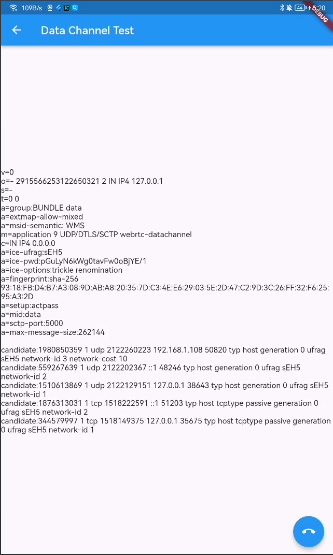 109B/s
5:20
DEBUG
Data Channel Test
v=0
o=- 2915566253122650321 2 IN IP4 127.0.0.1
s=-
t=0 0
a=group:BUNDLE data
a=extmap-allow-mixed
a=msid-semantic: WMS
m=application 9 UDP/DTLS/SCTP webrtc-datachannel
c=IN IP4 0.0.0.0
a=ice-ufrag:sEH5
a=ice-pwd:pGuLyN6kWg0tavFw0oBjYE/1
a=ice-options:trickle renomination
a=fingerprint:sha-256
93:18:FB:D4:B7:A3:08:9D:AB:A8:20:35:7D:C3:4E:E6:29:03:5E:2D:47:C2:9D:3C:26:FF:32:F6:25:
95:A3:2D
a=setup:actpass
a=mid:data
a=sctp-port:5000
a=max-message-size:262144
candidate:1980850359 1 udp 2122260223 192.168.1.108 50820 typ host generation 0 ufrag
sEH5 network-id 3 network-cost 10
candidate:559267639 1 udp 2122202367 ::1 48246 typ host generation 0 ufrag sEH5
network-id 2
candidate:1510613869 1 udp 2122129151 127.0.0.1 38643 typ host generation 0 ufrag sEH5
network-id 1
candidate:1876313031 1 tcp 1518222591 ::1 51203 typ host tcptype passive generation 0
ufrag sEH5 network-id 2
candidate:344579997 1 tcp 1518149375 127.0.0.1 35675 typ host tcptype passive generation
0 ufrag sEH5 network-id 1